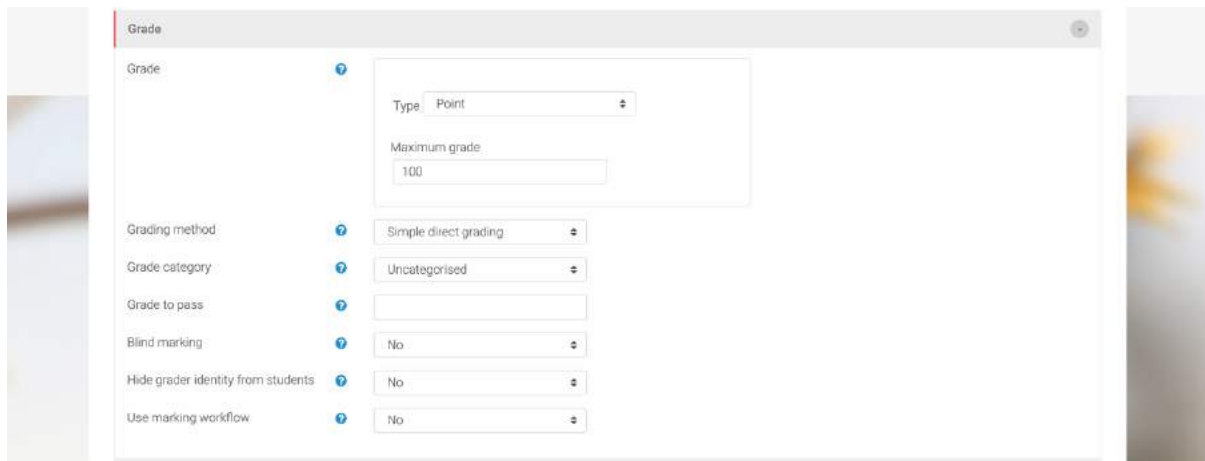 Grade
Grade
Type Point
Maximum grade
100
Grading method Simple direct grading
Grade category Uncategorised
Grade to pass
Blind marking No
Hide grader identity from students No
Use marking workflow No